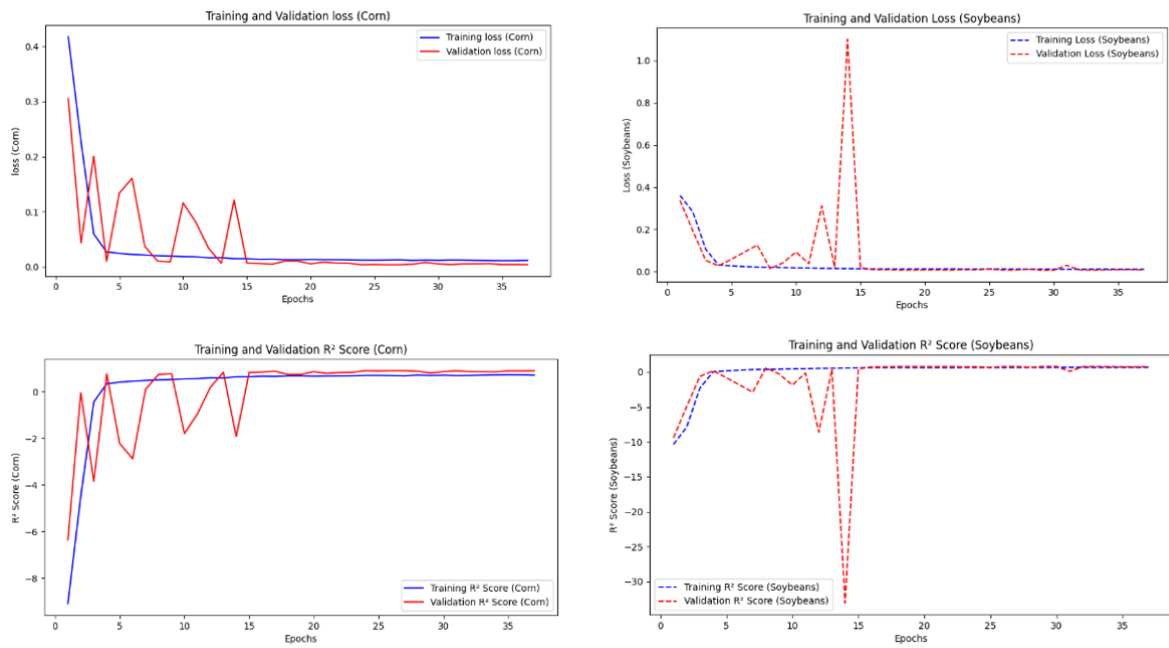 Training and Validation loss (Corn)
Training loss (Corn)
Validation loss (Corn)
loss (Corn)
0.4
0.3
0.2
0.1
0.0
0 5 10 15 20 25 30 35
Epochs
Training and Validation Loss (Soybeans)
Training Loss (Soybeans)
Validation Loss (Soybeans)
Loss (Soybeans)
1.0
0.8
0.6
0.4
0.2
0.0
0 5 10 15 20 25 30 35
Epochs
Training and Validation R² Score (Corn)
R² Score (Corn)
0
−2
−4
−6
−8
Training R² Score (Corn)
Validation R² Score (Corn)
0 5 10 15 20 25 30 35
Epochs
Training and Validation R² Score (Soybeans)
R² Score (Soybeans)
0
−5
−10
−15
−20
−25
−30
Training R² Score (Soybeans)
Validation R² Score (Soybeans)
0 5 10 15 20 25 30 35
Epochs